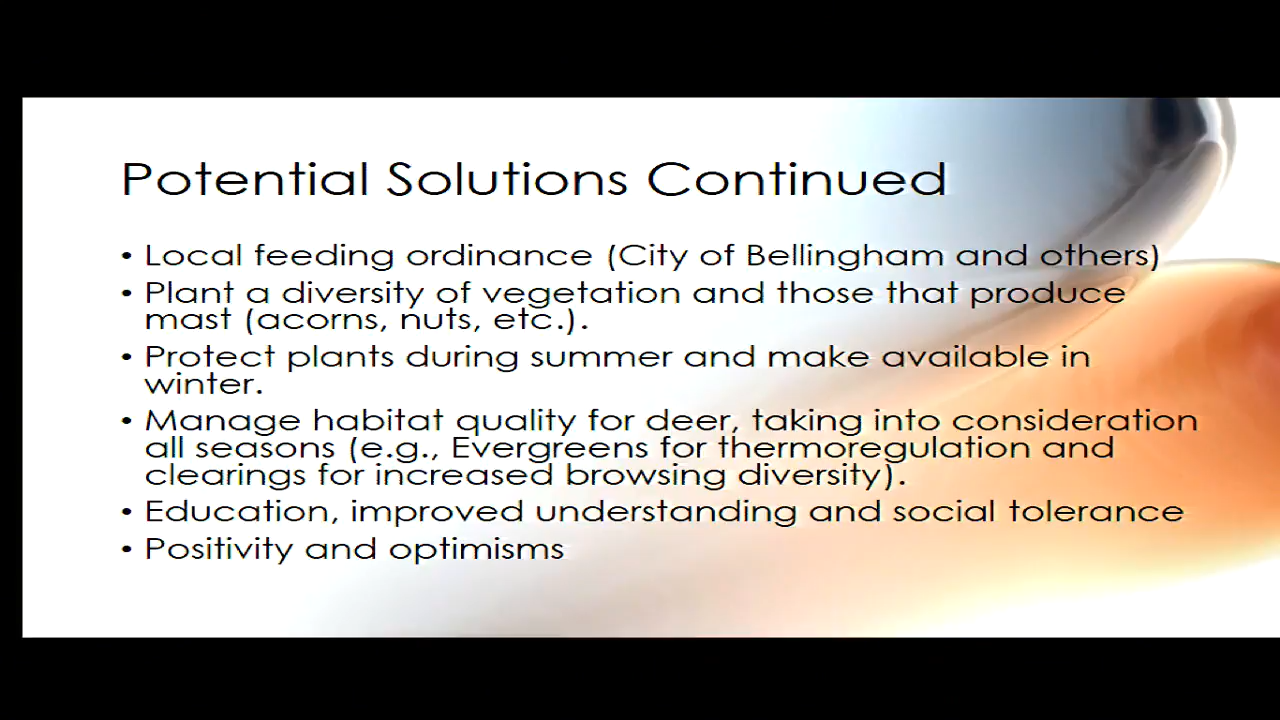 Potential Solutions Continued
• Local feeding ordinance (City of Bellingham and others)
• Plant a diversity of vegetation and those that produce
mast (acorns, nuts, etc.).
• Protect plants during summer and make available in
winter.
• Manage habitat quality for deer, taking into consideration
all seasons (e.g., Evergreens for thermoregulation and
clearings for increased browsing diversity).
• Education, improved understanding and social tolerance
• Positivity and optimisms